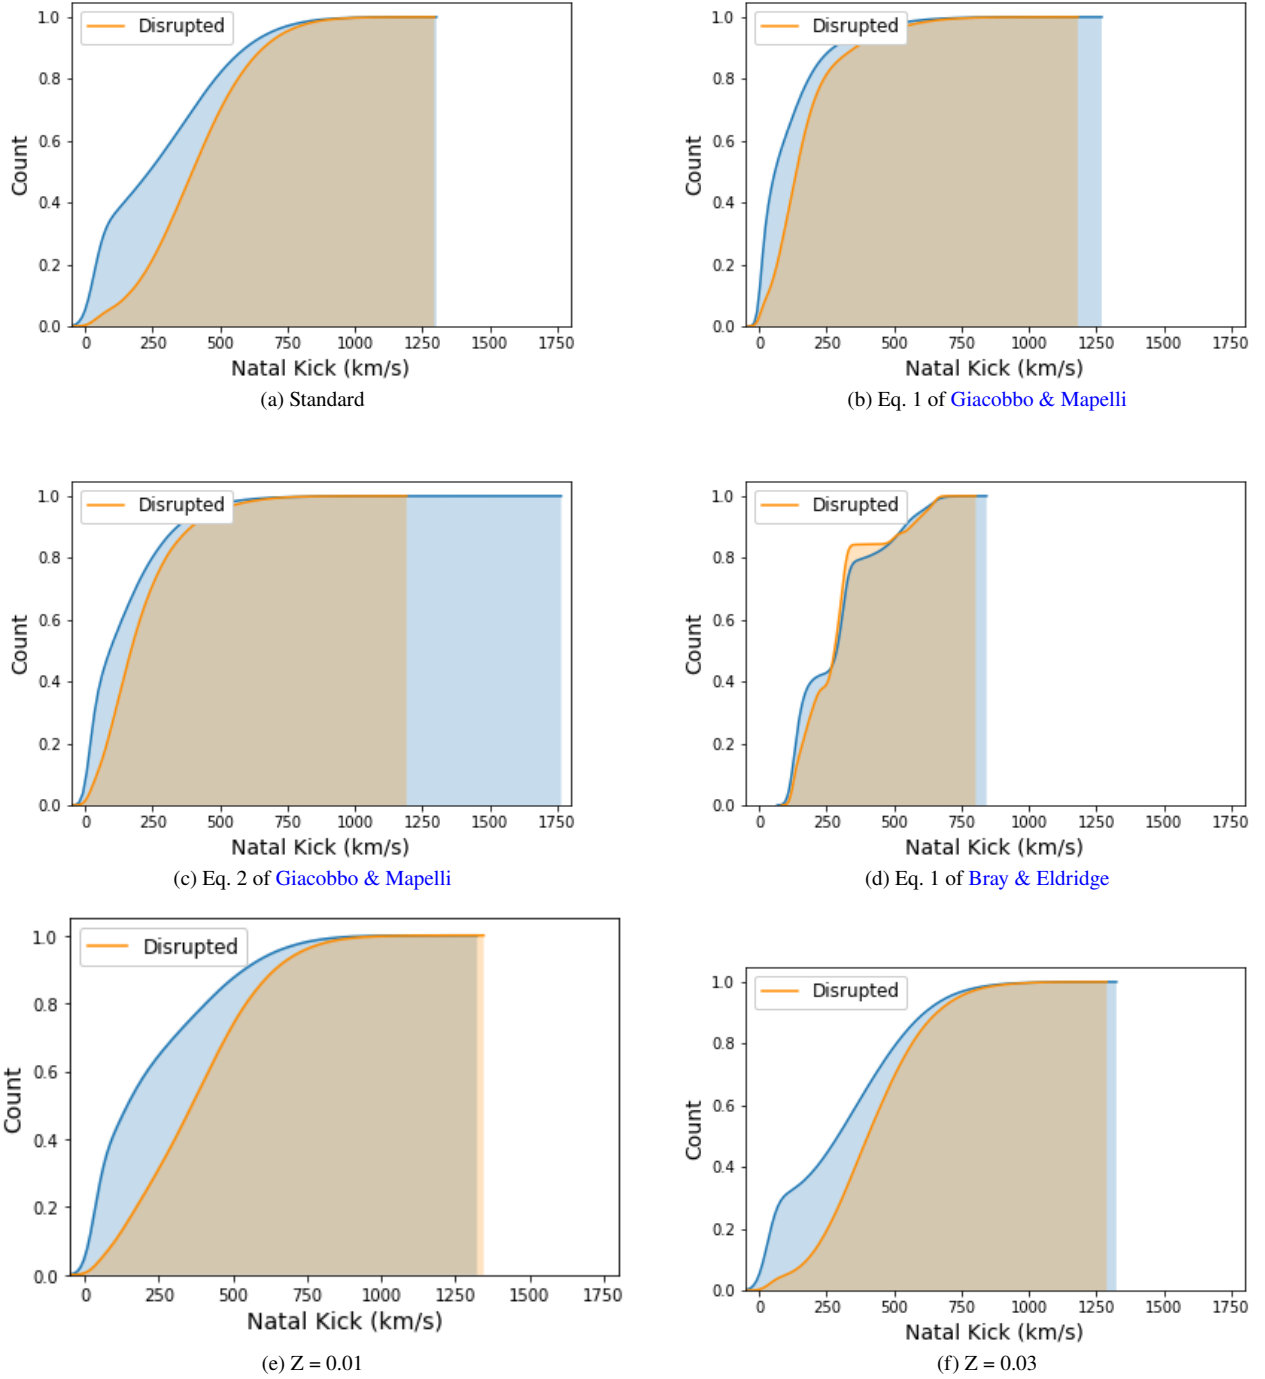 Disrupted
1.0
0.8
0.6
0.4
0.2
0.0
Count
0 250 500 750 1000 1250 1500 1750
Natal Kick (km/s)
(a) Standard
Disrupted
1.0
0.8
0.6
0.4
0.2
0.0
Count
0 250 500 750 1000 1250 1500 1750
Natal Kick (km/s)
(b) Eq. 1 of Giacobbo & Mapelli
Disrupted
1.0
0.8
0.6
0.4
0.2
0.0
Count
0 250 500 750 1000 1250 1500 1750
Natal Kick (km/s)
(c) Eq. 2 of Giacobbo & Mapelli
Disrupted
1.0
0.8
0.6
0.4
0.2
0.0
Count
0 250 500 750 1000 1250 1500 1750
Natal Kick (km/s)
(d) Eq. 1 of Bray & Eldridge
Disrupted
1.0
0.8
0.6
0.4
0.2
0.0
Count
0 250 500 750 1000 1250 1500 1750
Natal Kick (km/s)
(e) Z = 0.01
Disrupted
1.0
0.8
0.6
0.4
0.2
0.0
Count
0 250 500 750 1000 1250 1500 1750
Natal Kick (km/s)
(f) Z = 0.03